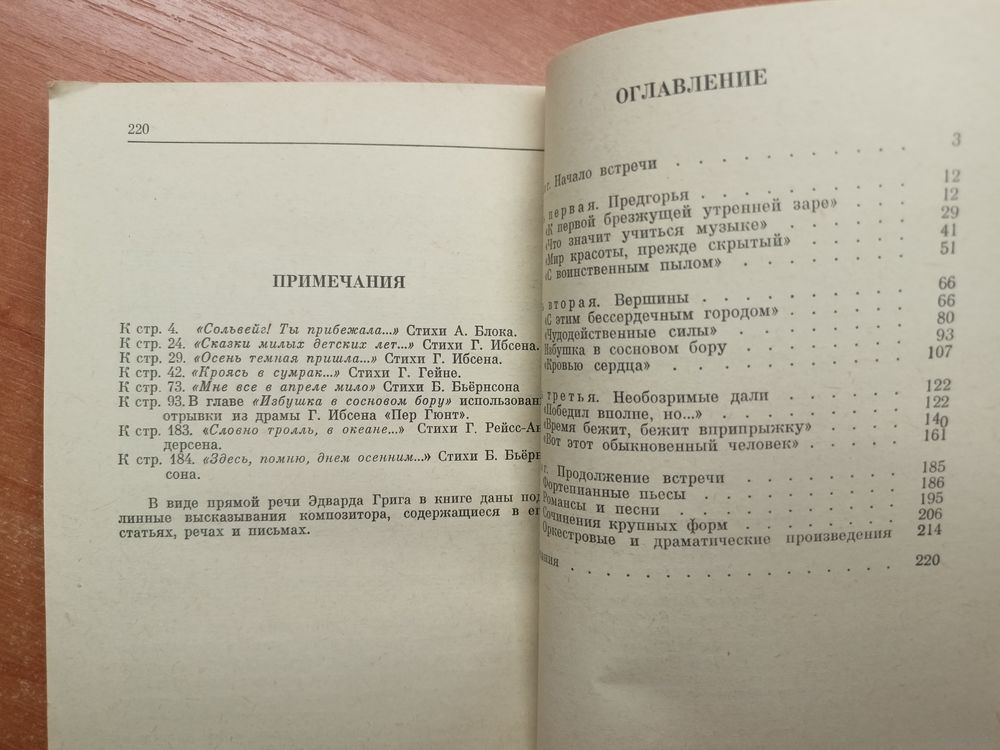 220
ПРИМЕЧАНИЯ
К стр. 4. «Сольвейг! Ты прибежала...» Стихи А. Блока.
К стр. 24. «Сказки милых детских лет...» Стихи Г. Ибсена.
К стр. 29. «Осень темная пришла...» Стихи Г. Ибсена.
К стр. 42. «Кроясь в сумрак...» Стихи Г. Гейне.
К стр. 73. «Мне все в апреле мило» Стихи Б. Бьёрнсона
К стр. 93. В главе «Избушка в сосновом бору» использован
отрывки из драмы Г. Ибсена «Пер Гюнт».
К стр. 183. «Словно тролль, в океане...» Стихи Г. Рейсс-Ан
дерсена.
К стр. 184. «Здесь, помню, днем осенним...» Стихи Б. Бьёрн
сона.
В виде прямой речи Эдварда Грига в книге даны под
линные высказывания композитора, содержащиеся в ег
статьях, речах и письмах.
ОГЛАВЛЕНИЕ
г. Начало встречи . . . . . . . . 3
первая. Предгорья . . . . . . . 12
«К первой брезжущей утренней заре» . . . 12
«Что значит учиться музыке» . . . . . 29
«Мир красоты, прежде скрытый» . . . . 41
«С воинственным пылом» . . . . . . 51
вторая. Вершины . . . . . . . 66
«С этим бессердечным городом» . . . . 66
«Чудодейственные силы» . . . . . . 80
Избушка в сосновом бору . . . . . . 93
«Кровью сердца» . . . . . . . . 107
третья. Необозримые дали . . . . . 122
«Победил вполне, но...» . . . . . . 122
«Время бежит, бежит вприпрыжку» . . . . 140
«Вот этот обыкновенный человек» . . . . 161
г. Продолжение встречи . . . . . . 185
Фортепианные пьесы . . . . . . . 186
Романсы и песни . . . . . . . . 195
Сочинения крупных форм . . . . . . 206
Оркестровые и драматические произведения 214
ания . . . . . . . . . . . . 220